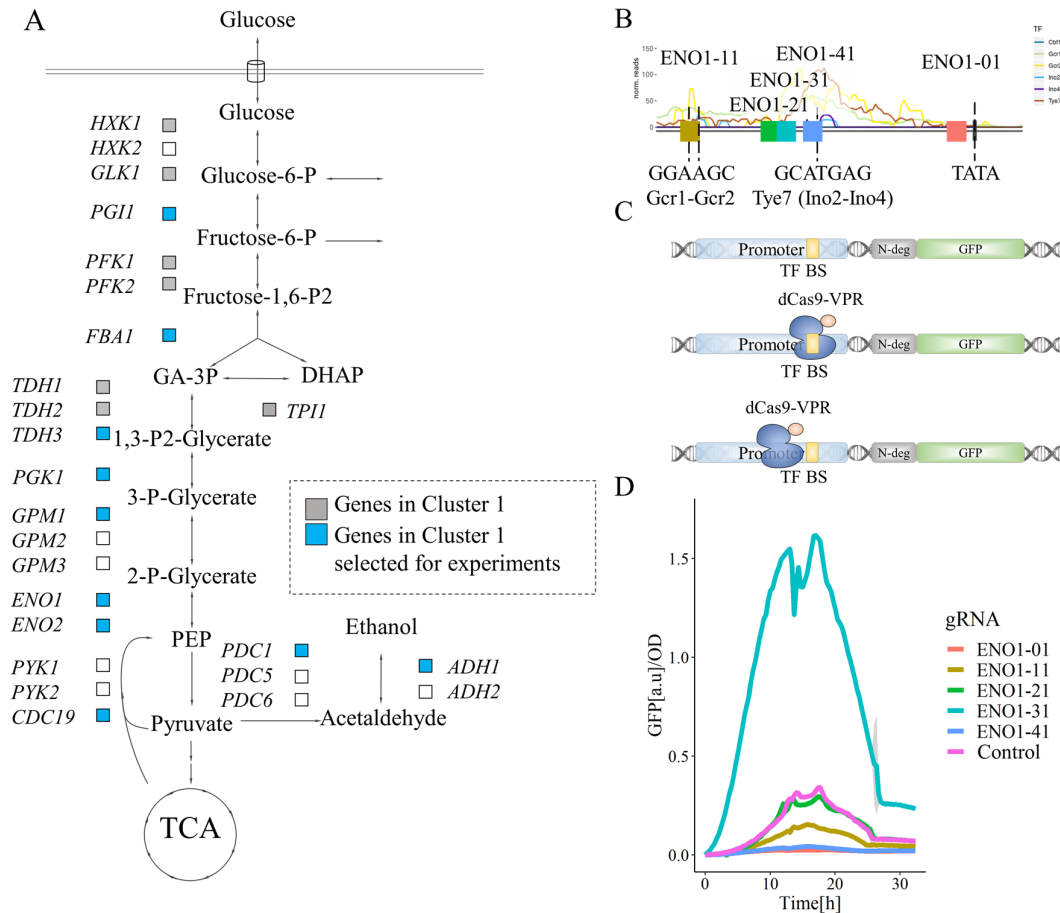 A
Glucose
Glucose
HXK1
HXK2
GLK1
Glucose-6-P
PGI1
Fructose-6-P
PFK1
PFK2
Fructose-1,6-P2
FBA1
GA-3P
DHAP
TDH1
TDH2
TDH3
TPI1
1,3-P2-Glycerate
PGK1
3-P-Glycerate
GPM1
GPM2
GPM3
2-P-Glycerate
ENO1
ENO2
PEP
Ethanol
PDC1
PDC5
PDC6
ADH1
ADH2
PYK1
PYK2
CDC19
Pyruvate
Acetaldehyde
TCA
Genes in Cluster 1
Genes in Cluster 1
selected for experiments
B
norm. reads
150
100
50
0
ENO1-11
ENO1-41
ENO1-31
ENO1-21
ENO1-01
TF
Cbf1
Gcr1
Gcr2
Ino2
Ino4
Tye7
GGAAGC
GCATGAG
TATA
Gcr1-Gcr2
Tye7 (Ino2-Ino4)
C
Promoter
N-deg
GFP
TF BS
dCas9-VPR
Promoter
N-deg
GFP
TF BS
dCas9-VPR
Promoter
N-deg
GFP
TF BS
D
GFP[a.u]/OD
1.5
1.0
0.5
0.0
0
10
20
30
Time[h]
gRNA
ENO1-01
ENO1-11
ENO1-21
ENO1-31
ENO1-41
Control